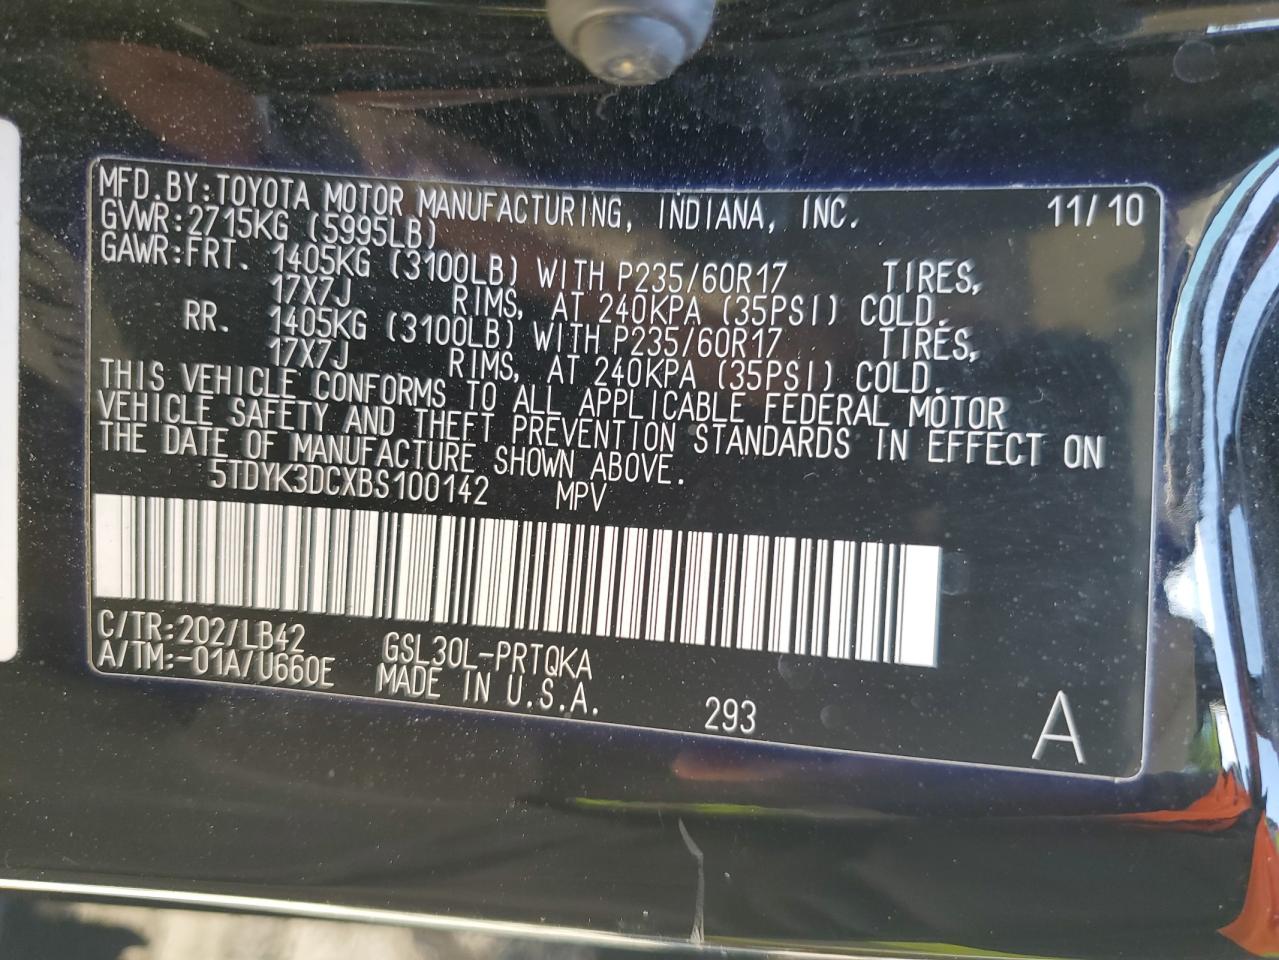 MFD.BY:TOYOTA MOTOR MANUFACTURING, INDIANA, INC. 11/10
GVWR:2715KG (5995LB)
GAWR:FRT. 1405KG (3100LB) WITH P235/60R17 TIRES,
17X7J RIMS, AT 240KPA (35PSI) COLD.
RR. 1405KG (3100LB) WITH P235/60R17 TIRES,
17X7J RIMS, AT 240KPA (35PSI) COLD.
THIS VEHICLE CONFORMS TO ALL APPLICABLE FEDERAL MOTOR
VEHICLE SAFETY AND THEFT PREVENTION STANDARDS IN EFFECT ON
THE DATE OF MANUFACTURE SHOWN ABOVE.
5TDYK3DCXBS100142 MPV
C/TR:202/LB42 GSL30L-PRTQKA
A/TM:-01A/U660E MADE IN U.S.A. 293 A